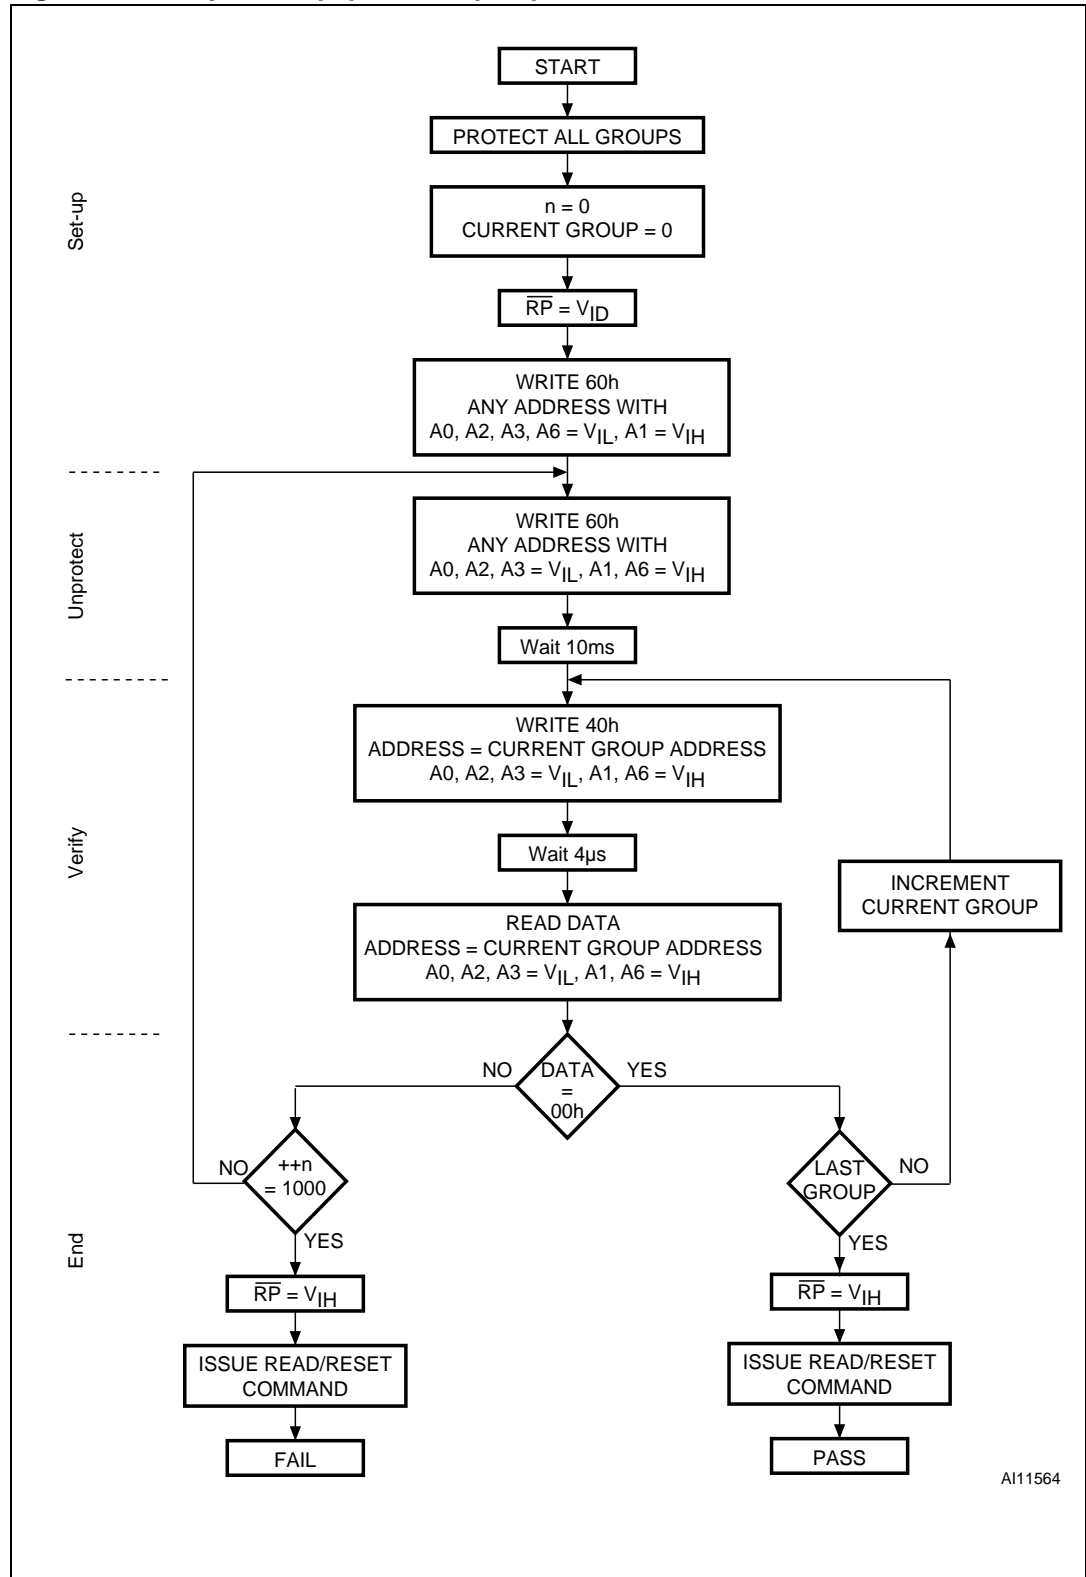 START
PROTECT ALL GROUPS
n = 0
CURRENT GROUP = 0
RP = VID
WRITE 60h
ANY ADDRESS WITH
A0, A2, A3, A6 = VIL, A1 = VIH
Set-up
WRITE 60h
ANY ADDRESS WITH
A0, A2, A3 = VIL, A1, A6 = VIH
Wait 10ms
Unprotect
WRITE 40h
ADDRESS = CURRENT GROUP ADDRESS
A0, A2, A3 = VIL, A1, A6 = VIH
Wait 4µs
READ DATA
ADDRESS = CURRENT GROUP ADDRESS
A0, A2, A3 = VIL, A1, A6 = VIH
Verify
INCREMENT
CURRENT GROUP
NO
DATA
=
00h
YES
NO
++n
= 1000
YES
LAST
GROUP
NO
YES
End
RP = VIH
ISSUE READ/RESET
COMMAND
FAIL
RP = VIH
ISSUE READ/RESET
COMMAND
PASS
AI11564